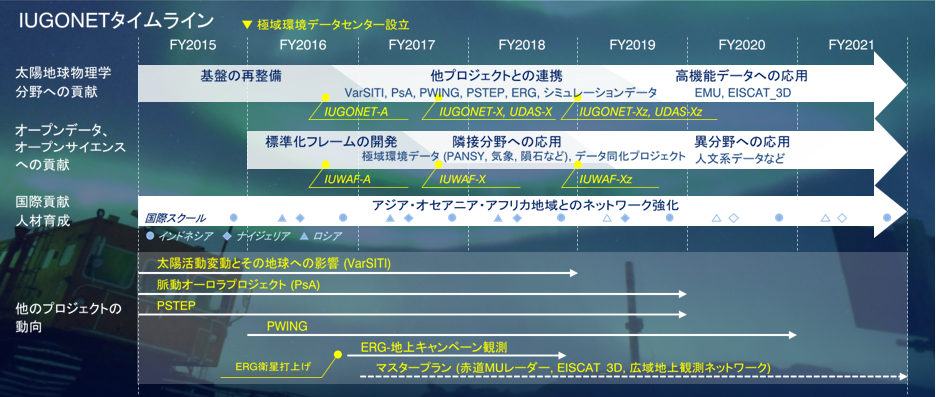 IUGONETタイムライン
▼ 極域環境データセンター設立
FY2015 FY2016 FY2017 FY2018 FY2019 FY2020 FY2021
太陽地球物理学
分野への貢献
基盤の再整備 他プロジェクトとの連携 高機能データへの応用
VarSITI, PsA, PWING, PSTEP, ERG, シミュレーションデータ EMU, EISCAT_3D
IUGONET-A IUGONET-X, UDAS-X IUGONET-Xz, UDAS-Xz
オープンデータ、
オープンサイエンス
への貢献
標準化フレームの開発 隣接分野への応用 異分野への応用
極域環境データ (PANSY, 気象, 隕石など), データ同化プロジェクト 人文系データなど
IUWAF-A IUWAF-X IUWAF-Xz
国際貢献
人材育成
アジア・オセアニア・アフリカ地域とのネットワーク強化
国際スクール
インドネシア ナイジェリア ロシア
他のプロジェクトの
動向
太陽活動変動とその地球への影響 (VarSITI)
脈動オーロラプロジェクト (PsA)
PSTEP
PWING
ERG-地上キャンペーン観測
ERG衛星打上げ
マスタープラン (赤道MUレーダー, EISCAT_3D, 広域地上観測ネットワーク)